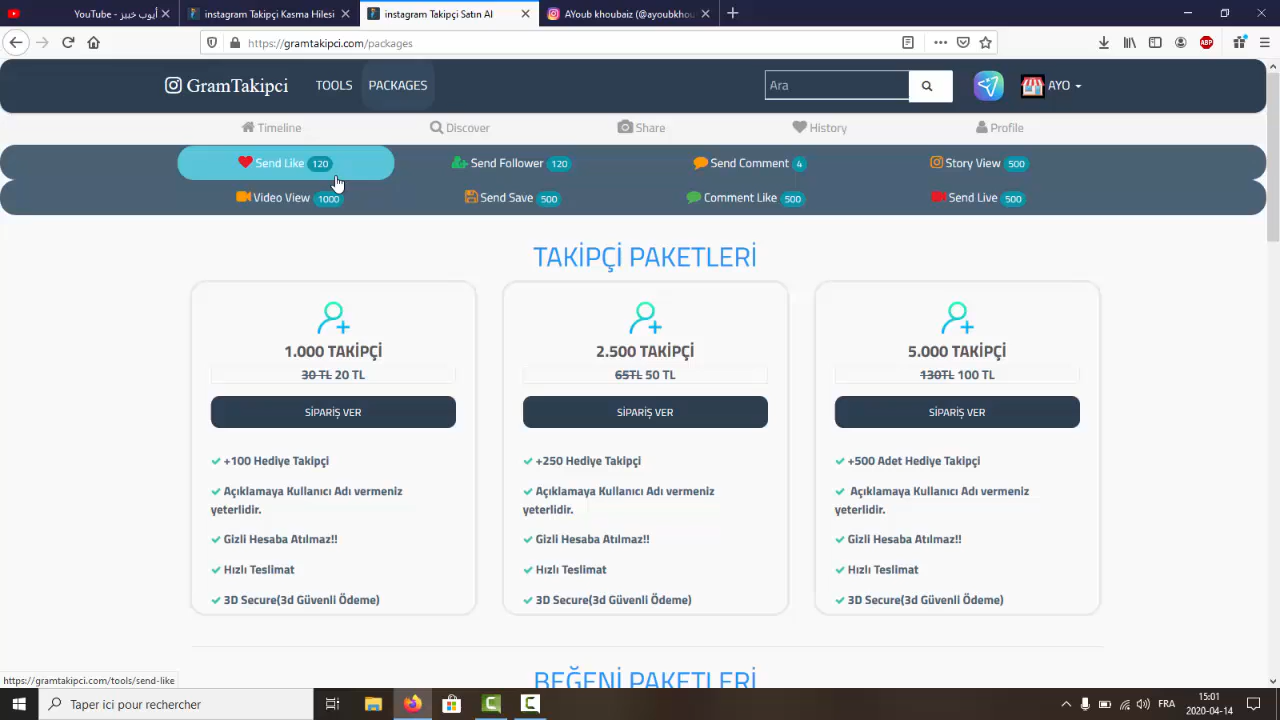 أيوب خبيز - YouTube
instagram Takipçi Kasma Hilesi
instagram Takipçi Satın Al
AYoub khoubaiz (@ayoubkhou
https://gramtakipci.com/packages
ABP
GramTakipci
TOOLS
PACKAGES
Ara
AYO
Timeline
Discover
Share
History
Profile
Send Like 120
Send Follower 120
Send Comment 4
Story View 500
Video View 1000
Send Save 500
Comment Like 500
Send Live 500
TAKİPÇİ PAKETLERİ
1.000 TAKİPÇİ
30 TL 20 TL
SİPARİŞ VER
+100 Hediye Takipçi
Açıklamaya Kullanıcı Adı vermeniz
yeterlidir.
Gizli Hesaba Atılmaz!!
Hızlı Teslimat
3D Secure(3d Güvenli Ödeme)
2.500 TAKİPÇİ
65TL 50 TL
SİPARİŞ VER
+250 Hediye Takipçi
Açıklamaya Kullanıcı Adı vermeniz
yeterlidir.
Gizli Hesaba Atılmaz!!
Hızlı Teslimat
3D Secure(3d Güvenli Ödeme)
5.000 TAKİPÇİ
130TL 100 TL
SİPARİŞ VER
+500 Adet Hediye Takipçi
Açıklamaya Kullanıcı Adı vermeniz
yeterlidir.
Gizli Hesaba Atılmaz!!
Hızlı Teslimat
3D Secure(3d Güvenli Ödeme)
BEĞENİ PAKETLERİ
https://gramtakipci.com/tools/send-like
Taper ici pour rechercher
FRA
15:01
2020-04-14